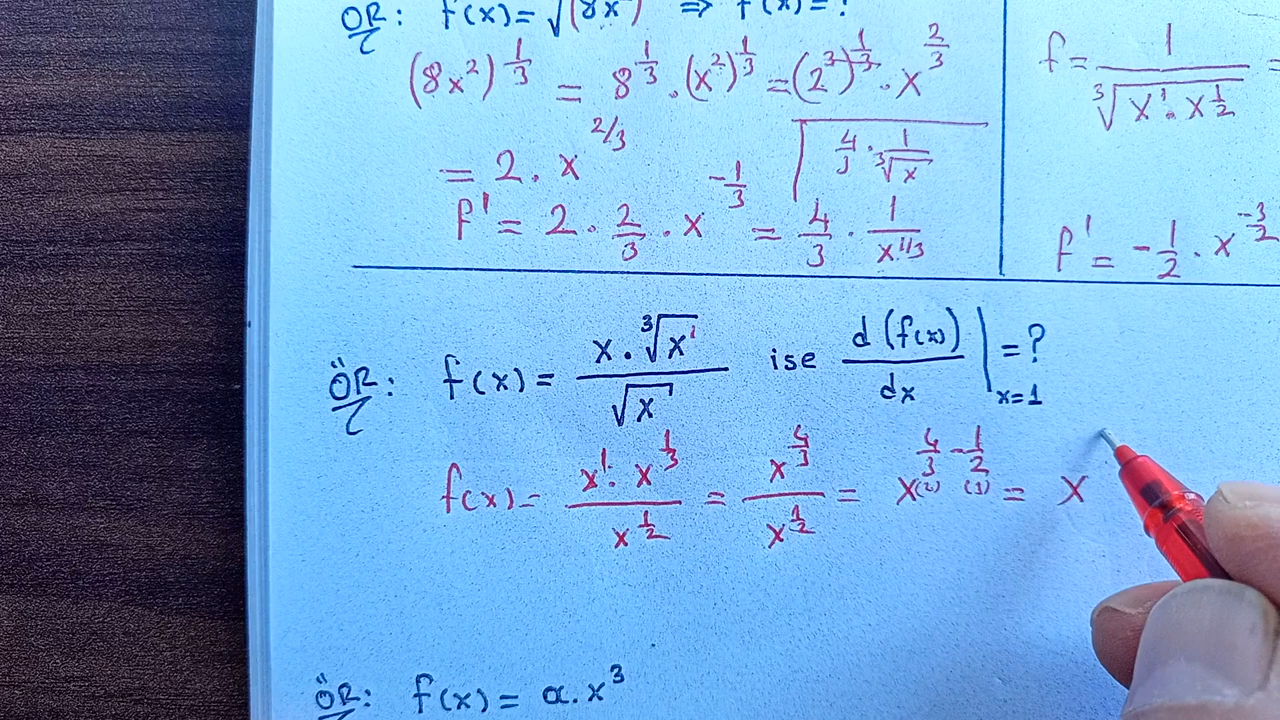 ÖR: f(x) = √(8x²) ⇒ f'(x) = ?
(8x²)^(1/3) = 8^(1/3) . (x²)^(1/3) = (2³)^(1/3) . x^(2/3)
= 2 . x^(2/3)
4/3 . 1/∛x
f' = 2 . 2/3 . x^(-1/3) = 4/3 . 1/x^(1/3)
f = 1/∛(x¹ . x^(1/2)) =
f' = -1/2 . x^(-3/2)
ÖR: f(x) = (x . ∛x¹)/√x ise d(f(x))/dx | x=1 = ?
f(x) = (x¹ . x^(1/3))/x^(1/2) = x^(4/3)/x^(1/2) = x^(4/3 - 1/2) (2) (3) = x
ÖR: f(x) = a.x³